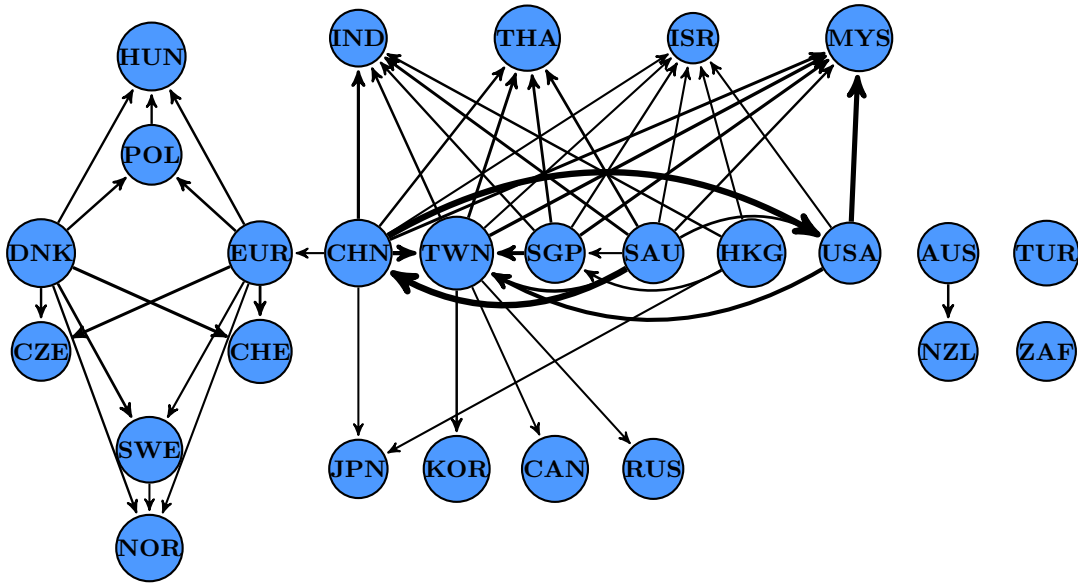 HUN
IND
THA
ISR
MYS
POL
DNK
EUR
CHN
TWN
SGP
SAU
HKG
USA
AUS
TUR
CZE
CHE
NZL
ZAF
SWE
JPN
KOR
CAN
RUS
NOR